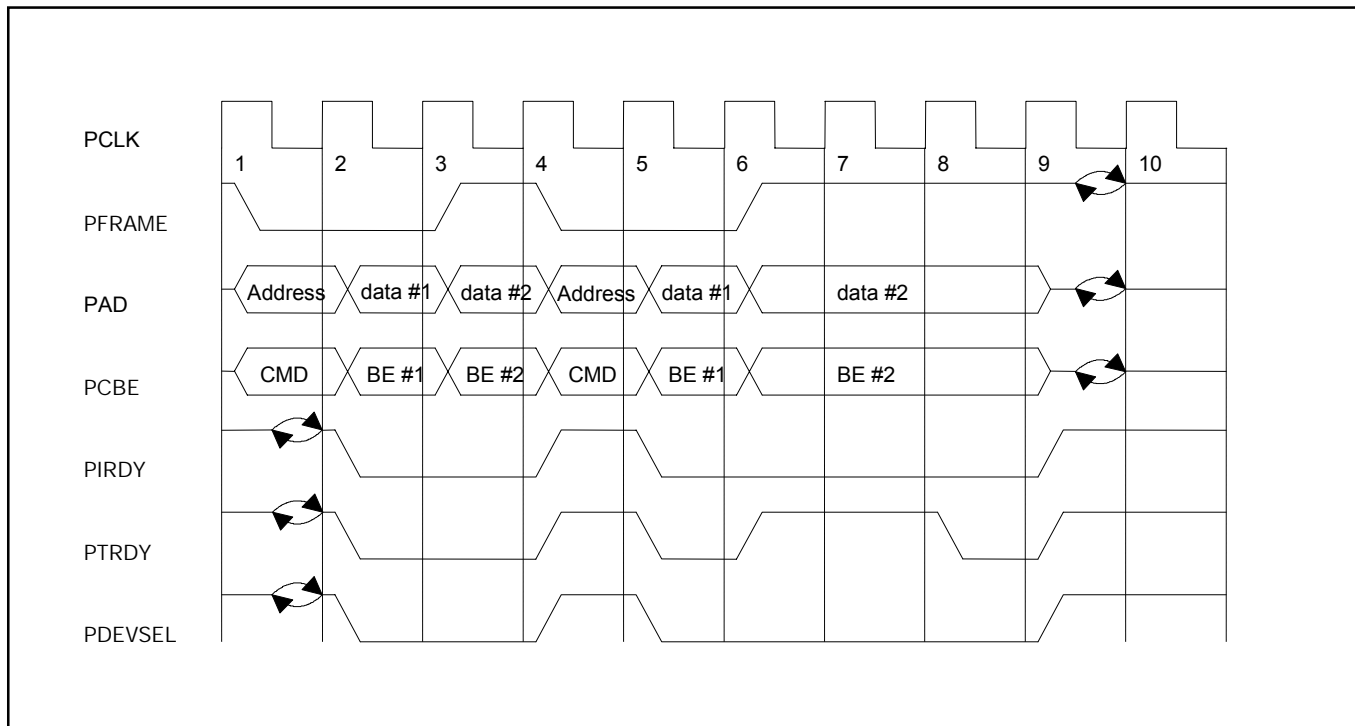 PCLK
1 2 3 4 5 6 7 8 9 10
PFRAME
PAD
Address data #1 data #2 Address data #1 data #2
PCBE
CMD BE #1 BE #2 CMD BE #1 BE #2
PIRDY
PTRDY
PDEVSEL